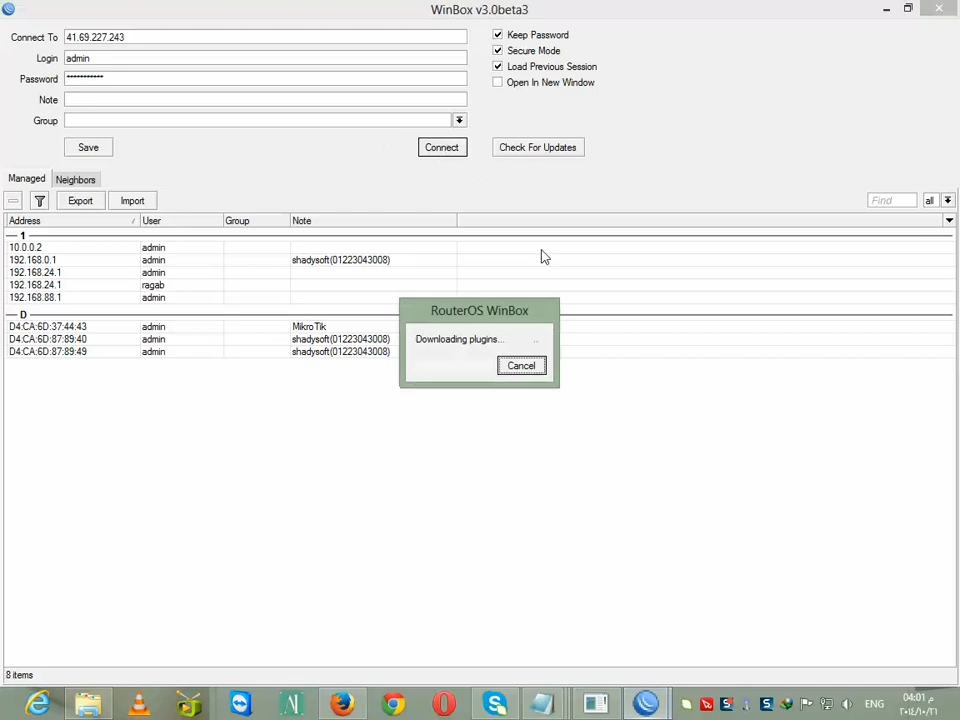 WinBox v3.0beta3
Connect To 41.69.227.243
Keep Password
Login admin
Secure Mode
Password ***********
Load Previous Session
Note
Open In New Window
Group
Save Connect Check For Updates
Managed Neighbors
Export Import Find all
Address User Group Note
1
10.0.0.2 admin
192.168.0.1 admin shadysoft(01223043008)
192.168.24.1 admin
192.168.24.1 ragab
192.168.88.1 admin
D
D4:CA:6D:37:44:43 admin MikroTik
D4:CA:6D:87:89:40 admin shadysoft(01223043008)
D4:CA:6D:87:89:49 admin shadysoft(01223043008)
RouterOS WinBox
Downloading plugins... ..
Cancel
8 items
ENG
04:01 م
٢٠١٤/١٠/٢٦